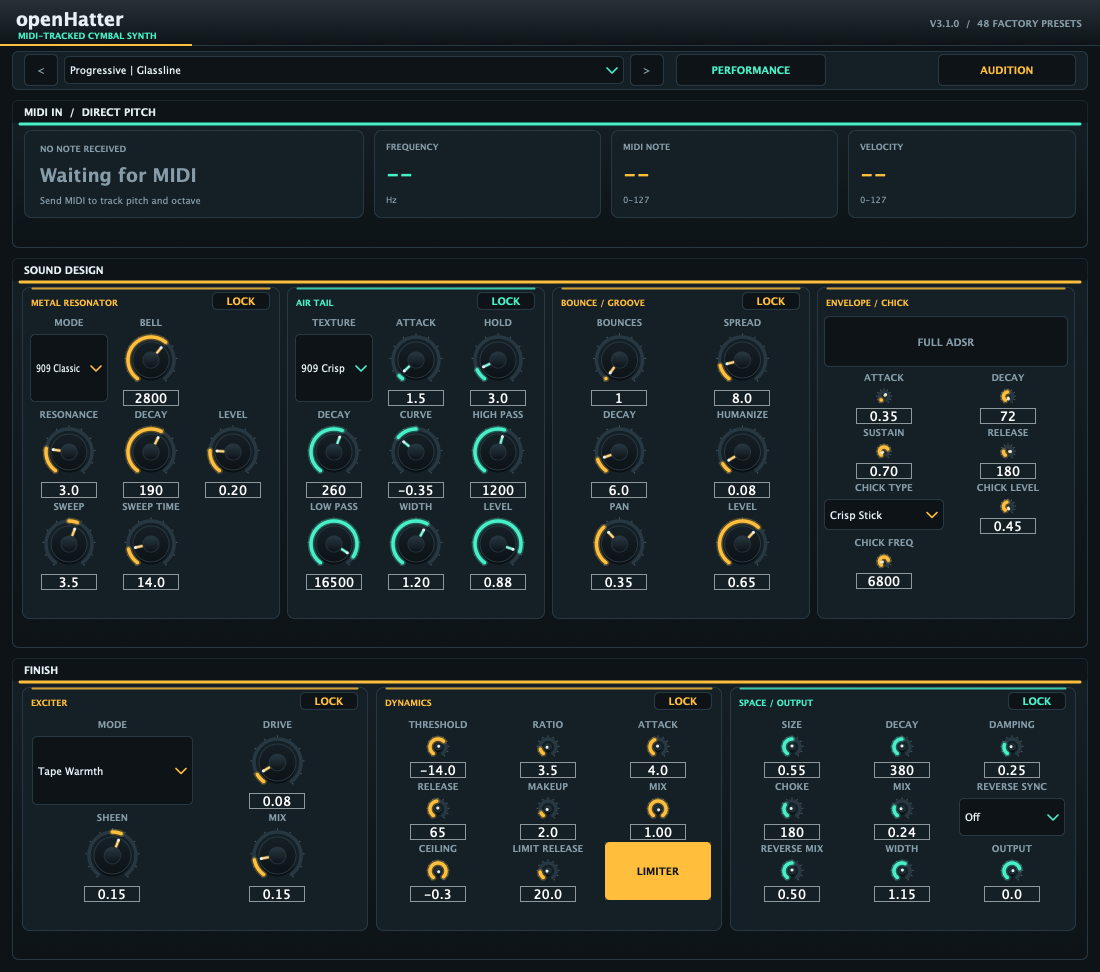 openHatter
MIDI-TRACKED CYMBAL SYNTH
V3.1.0 / 48 FACTORY PRESETS
< Progressive | Glassline > PERFORMANCE AUDITION
MIDI IN / DIRECT PITCH
NO NOTE RECEIVED
Waiting for MIDI
Send MIDI to track pitch and octave
FREQUENCY
--
Hz
MIDI NOTE
--
0-127
VELOCITY
--
0-127
SOUND DESIGN
METAL RESONATOR LOCK
MODE BELL
909 Classic
2800
RESONANCE DECAY LEVEL
3.0 190 0.20
SWEEP SWEEP TIME
3.5 14.0
AIR TAIL LOCK
TEXTURE ATTACK HOLD
909 Crisp
1.5 3.0
DECAY CURVE HIGH PASS
260 -0.35 1200
LOW PASS WIDTH LEVEL
16500 1.20 0.88
BOUNCE / GROOVE LOCK
BOUNCES SPREAD
1 8.0
DECAY HUMANIZE
6.0 0.08
PAN LEVEL
0.35 0.65
ENVELOPE / CHICK
FULL ADSR
ATTACK DECAY
0.35 72
SUSTAIN RELEASE
0.70 180
CHICK TYPE CHICK LEVEL
Crisp Stick
0.45
CHICK FREQ
6800
FINISH
EXCITER LOCK
MODE DRIVE
Tape Warmth
0.08
SHEEN MIX
0.15 0.15
DYNAMICS LOCK
THRESHOLD RATIO ATTACK
-14.0 3.5 4.0
RELEASE MAKEUP MIX
65 2.0 1.00
CEILING LIMIT RELEASE
LIMITER
-0.3 20.0
SPACE / OUTPUT LOCK
SIZE DECAY DAMPING
0.55 380 0.25
CHOKE MIX REVERSE SYNC
Off
180 0.24
REVERSE MIX WIDTH OUTPUT
0.50 1.15 0.0